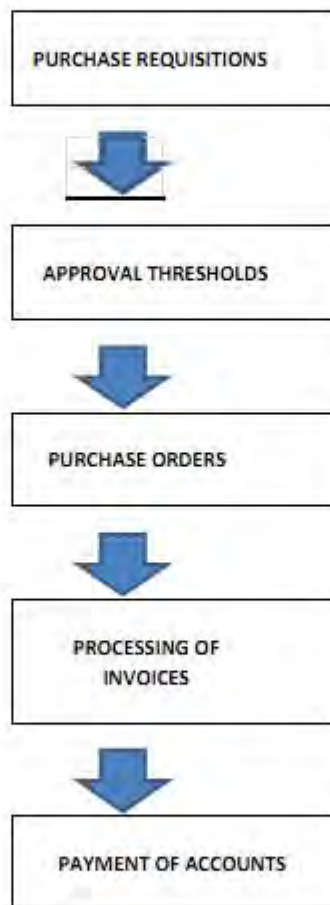 PURCHASE REQUISITIONS
APPROVAL THRESHOLDS
PURCHASE ORDERS
PROCESSING OF
INVOICES
PAYMENT OF ACCOUNTS